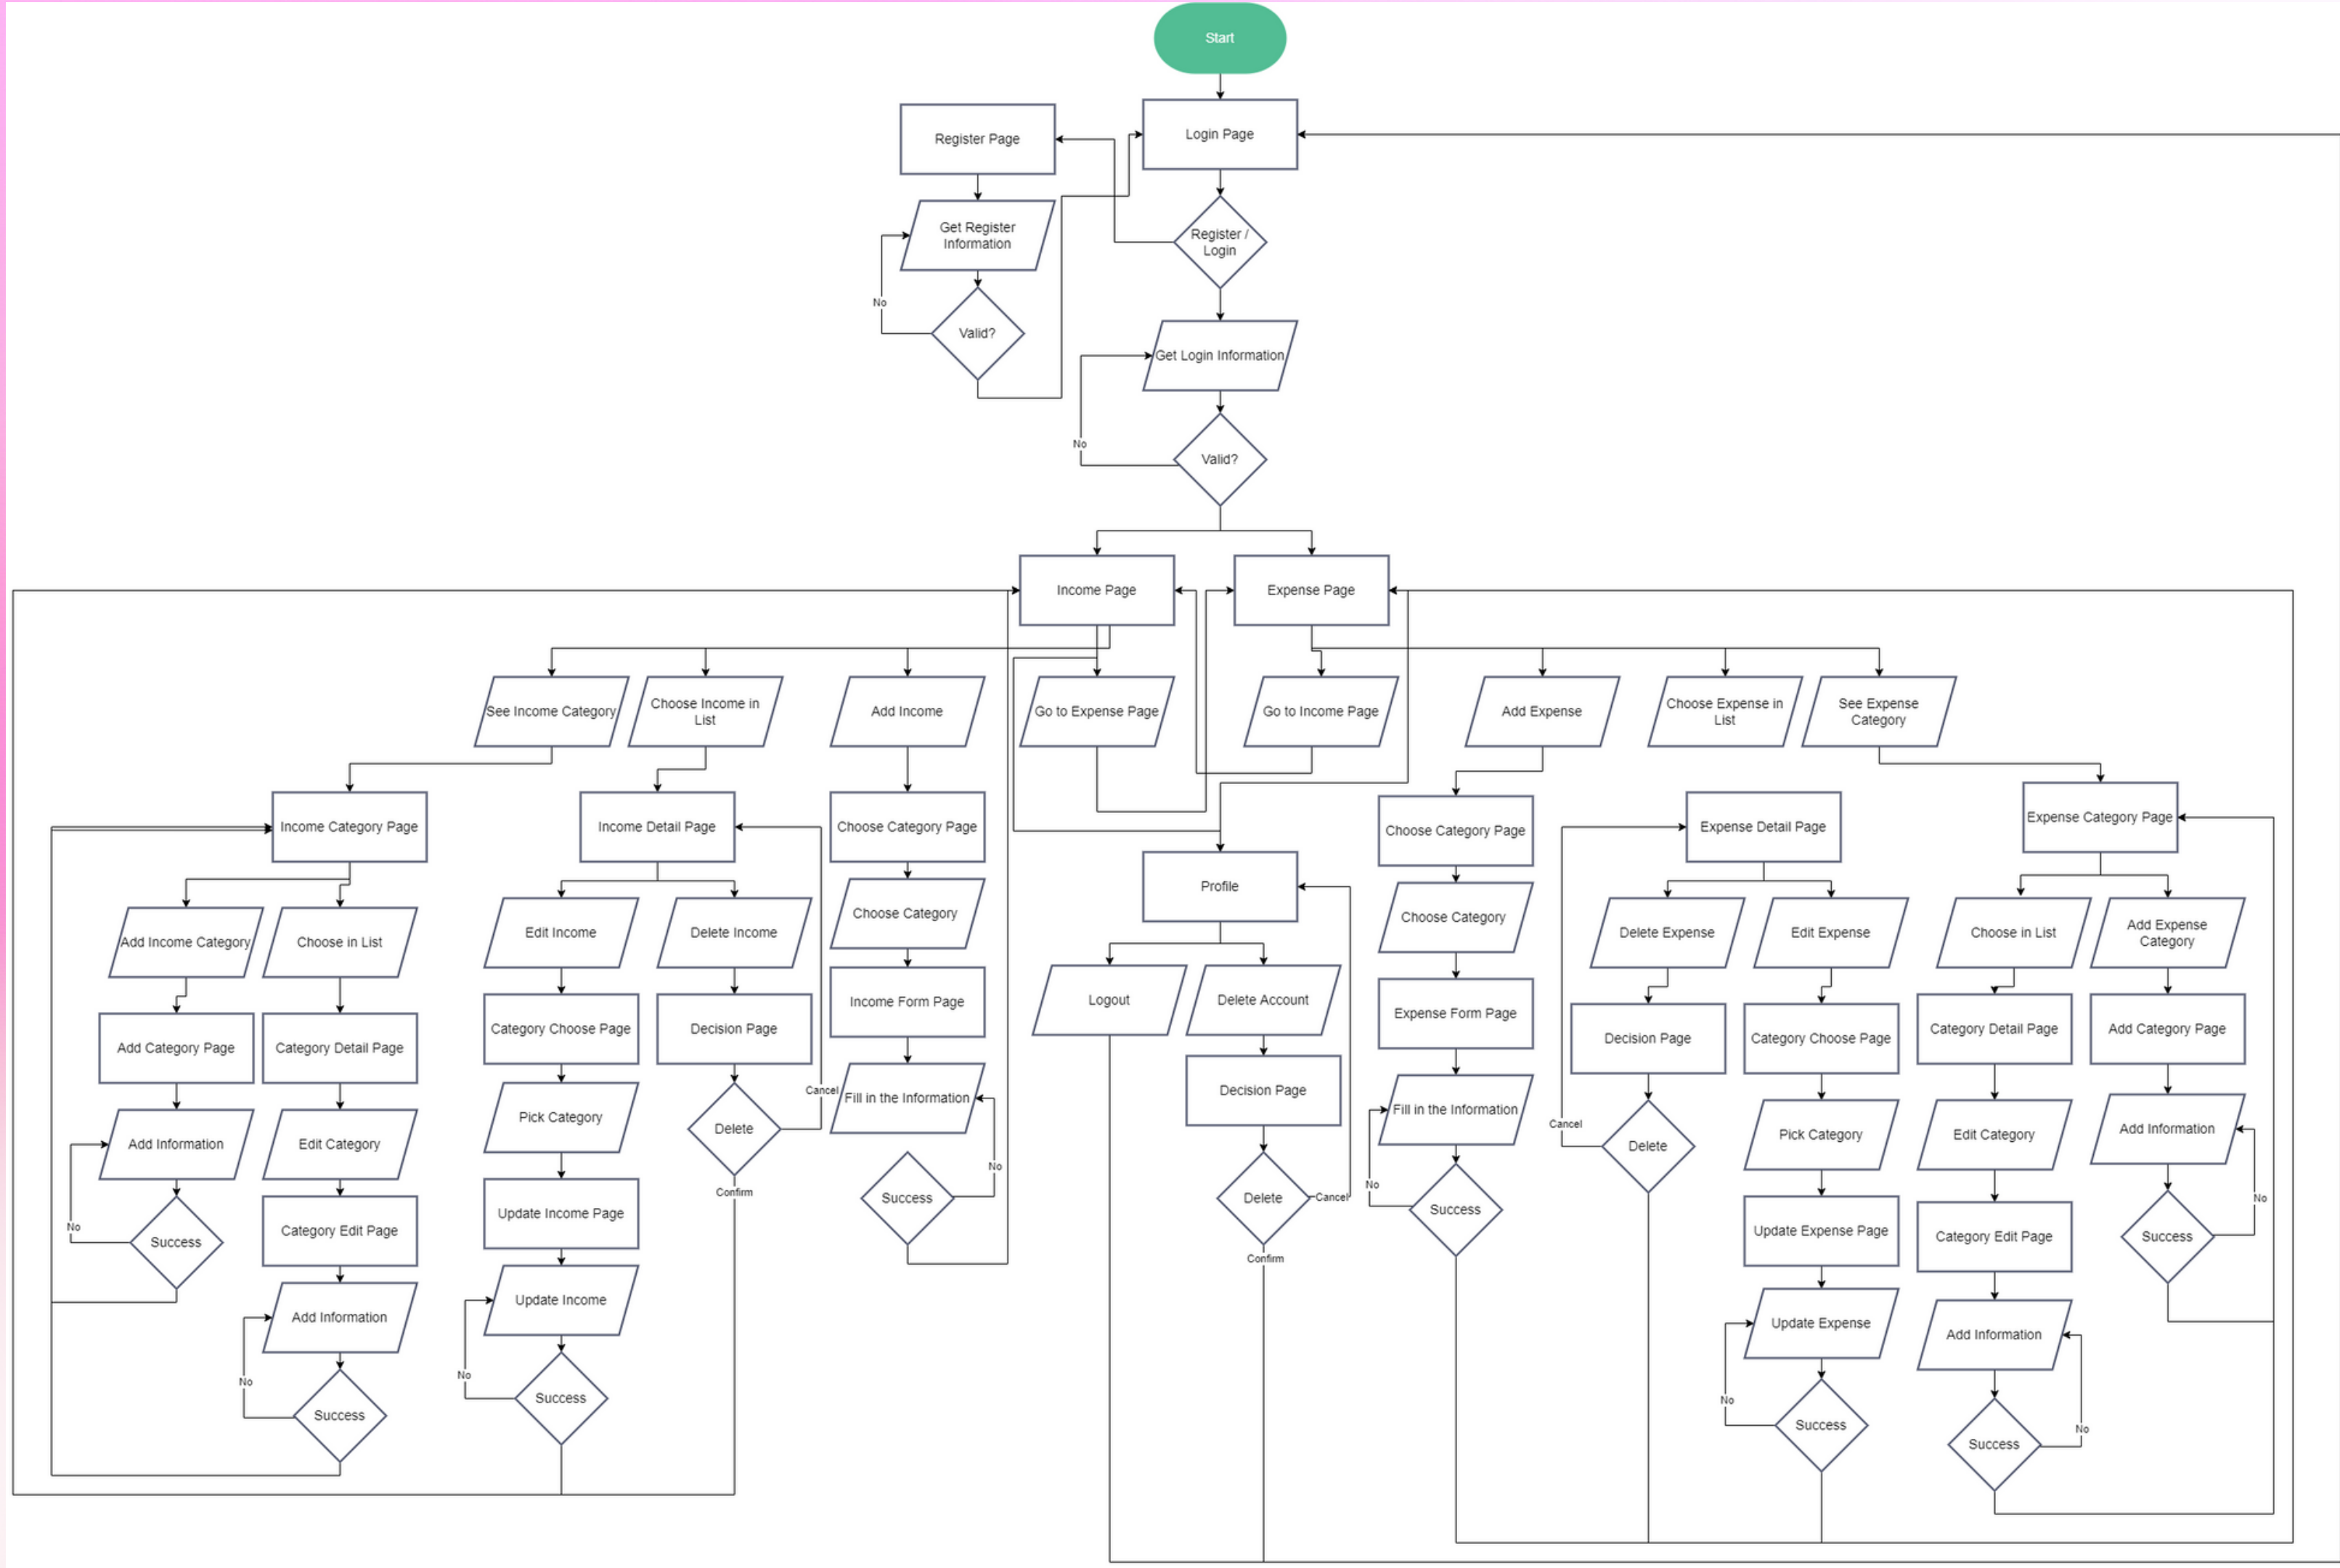 Start
Register Page
Login Page
Get Register
Information
Register /
Login
No
Valid?
Get Login Information
No
Valid?
Income Page
Expense Page
See Income Category
Choose Income in
List
Add Income
Go to Expense Page
Go to Income Page
Add Expense
Choose Expense in
List
See Expense
Category
Income Category Page
Income Detail Page
Choose Category Page
Profile
Choose Category Page
Expense Detail Page
Expense Category Page
Add Income Category
Choose in List
Edit Income
Delete Income
Choose Category
Choose Category
Delete Expense
Edit Expense
Choose in List
Add Expense
Category
Add Category Page
Category Detail Page
Category Choose Page
Decision Page
Income Form Page
Logout
Delete Account
Expense Form Page
Decision Page
Category Choose Page
Category Detail Page
Add Category Page
Add Information
Edit Category
Pick Category
Delete
Cancel
Fill in the Information
Decision Page
Fill in the Information
Cancel
Delete
Pick Category
Edit Category
Add Information
No
Success
Category Edit Page
Update Income Page
Confirm
Success
No
Delete
Cancel
Confirm
No
Success
Update Expense Page
Category Edit Page
Success
No
Add Information
No
Success
Update Income
No
Success
Update Expense
No
Success
Add Information
No
Success